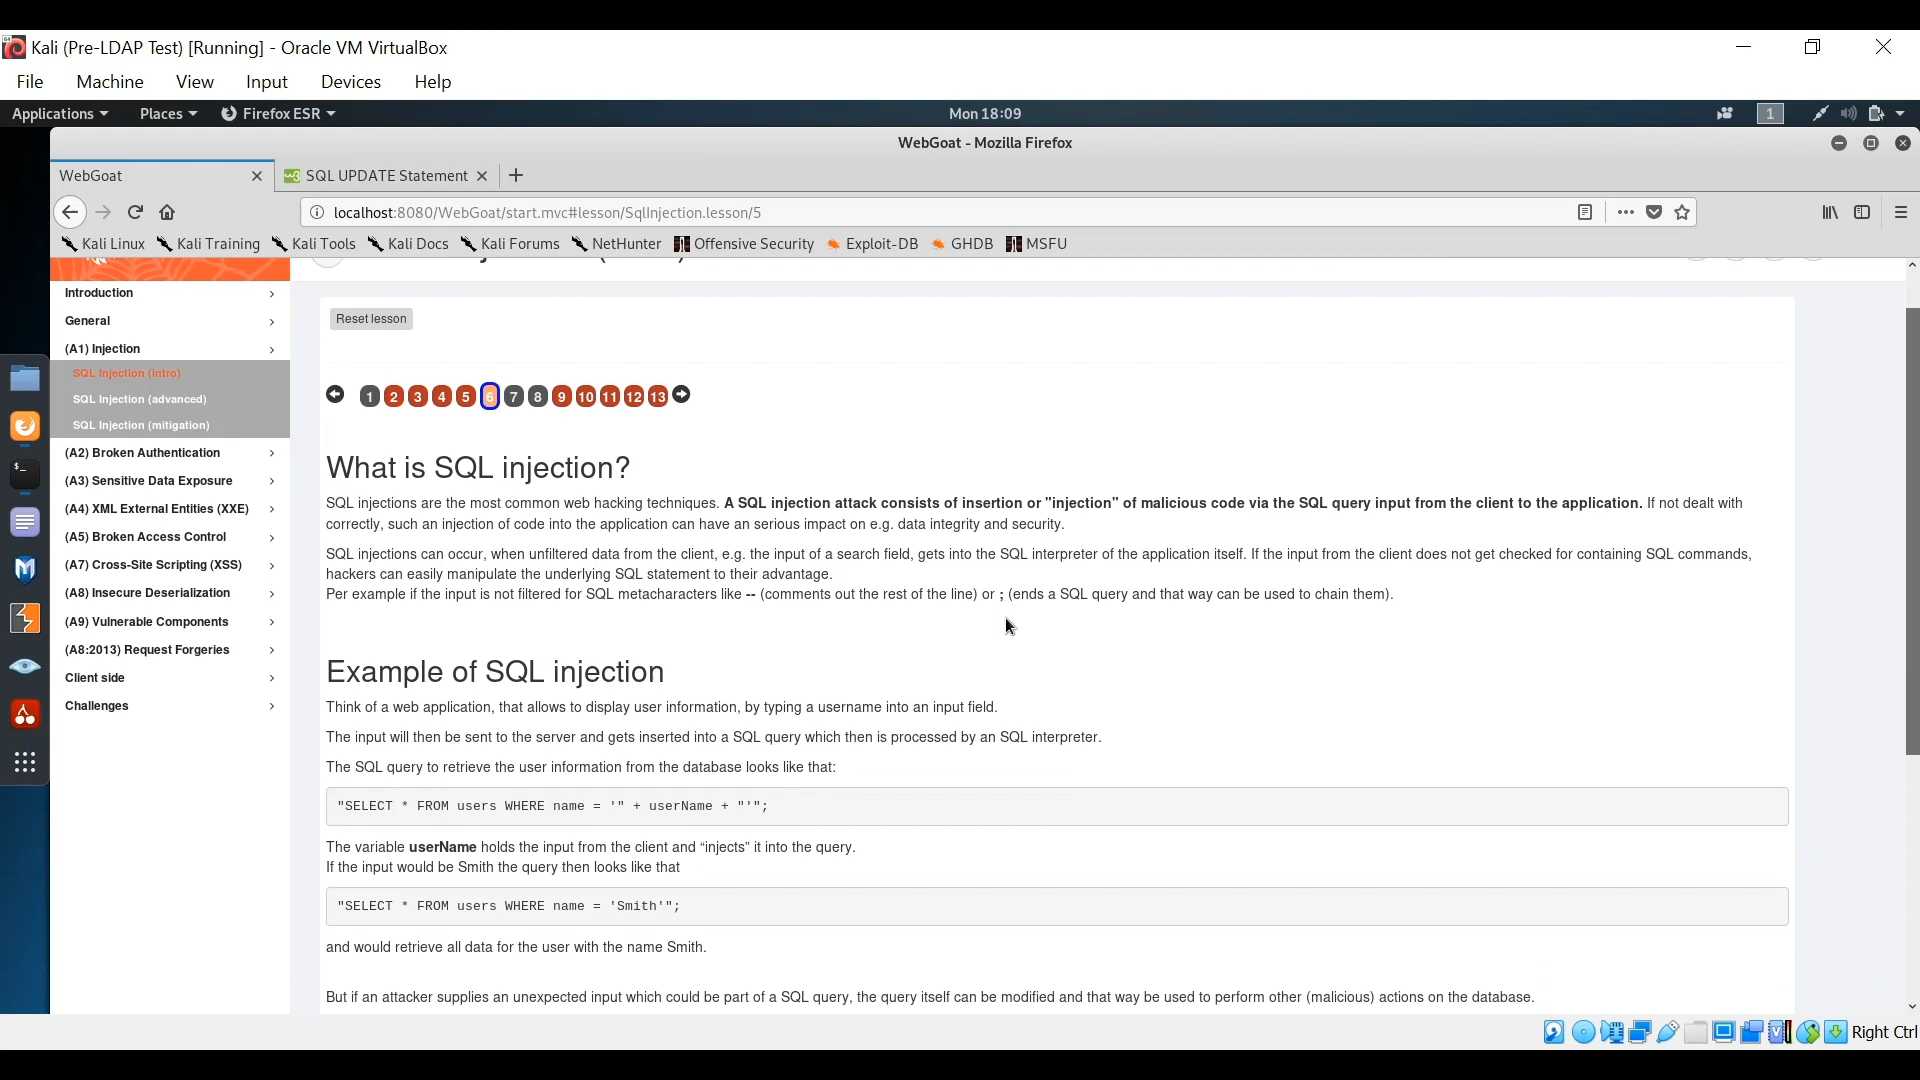 Kali (Pre-LDAP Test) [Running] - Oracle VM VirtualBox
File Machine View Input Devices Help
Applications Places Firefox ESR Mon 18:09 1
WebGoat - Mozilla Firefox
WebGoat SQL UPDATE Statement
localhost:8080/WebGoat/start.mvc#lesson/SqlInjection.lesson/5
Kali Linux Kali Training Kali Tools Kali Docs Kali Forums NetHunter Offensive Security Exploit-DB GHDB MSFU
Introduction
General
(A1) Injection
SQL Injection (intro)
SQL Injection (advanced)
SQL Injection (mitigation)
(A2) Broken Authentication
(A3) Sensitive Data Exposure
(A4) XML External Entities (XXE)
(A5) Broken Access Control
(A7) Cross-Site Scripting (XSS)
(A8) Insecure Deserialization
(A9) Vulnerable Components
(A8:2013) Request Forgeries
Client side
Challenges
Reset lesson
1 2 3 4 5 6 7 8 9 10 11 12 13
What is SQL injection?
SQL injections are the most common web hacking techniques. A SQL injection attack consists of insertion or "injection" of malicious code via the SQL query input from the client to the application. If not dealt with
correctly, such an injection of code into the application can have an serious impact on e.g. data integrity and security.
SQL injections can occur, when unfiltered data from the client, e.g. the input of a search field, gets into the SQL interpreter of the application itself. If the input from the client does not get checked for containing SQL commands,
hackers can easily manipulate the underlying SQL statement to their advantage.
Per example if the input is not filtered for SQL metacharacters like -- (comments out the rest of the line) or ; (ends a SQL query and that way can be used to chain them).
Example of SQL injection
Think of a web application, that allows to display user information, by typing a username into an input field.
The input will then be sent to the server and gets inserted into a SQL query which then is processed by an SQL interpreter.
The SQL query to retrieve the user information from the database looks like that:
"SELECT * FROM users WHERE name = '" + userName + "'";
The variable userName holds the input from the client and “injects” it into the query.
If the input would be Smith the query then looks like that
"SELECT * FROM users WHERE name = 'Smith'";
and would retrieve all data for the user with the name Smith.
But if an attacker supplies an unexpected input which could be part of a SQL query, the query itself can be modified and that way be used to perform other (malicious) actions on the database.
Right Ctrl